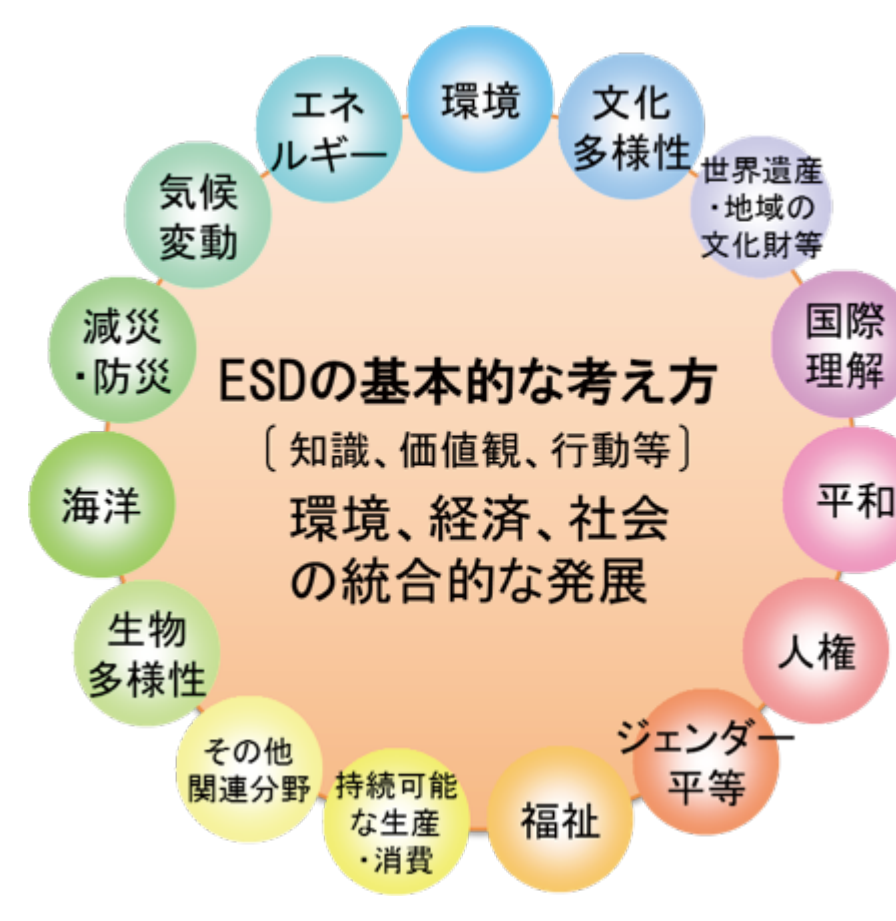 環境
文化
多様性
世界遺産
・地域の
文化財等
国際
理解
平和
人権
ジェンダー
平等
福祉
持続可能
な生産
・消費
その他
関連分野
生物
多様性
海洋
減災
・防災
気候
変動
エネ
ルギー
ESDの基本的な考え方
〔知識、価値観、行動等〕
環境、経済、社会
の統合的な発展